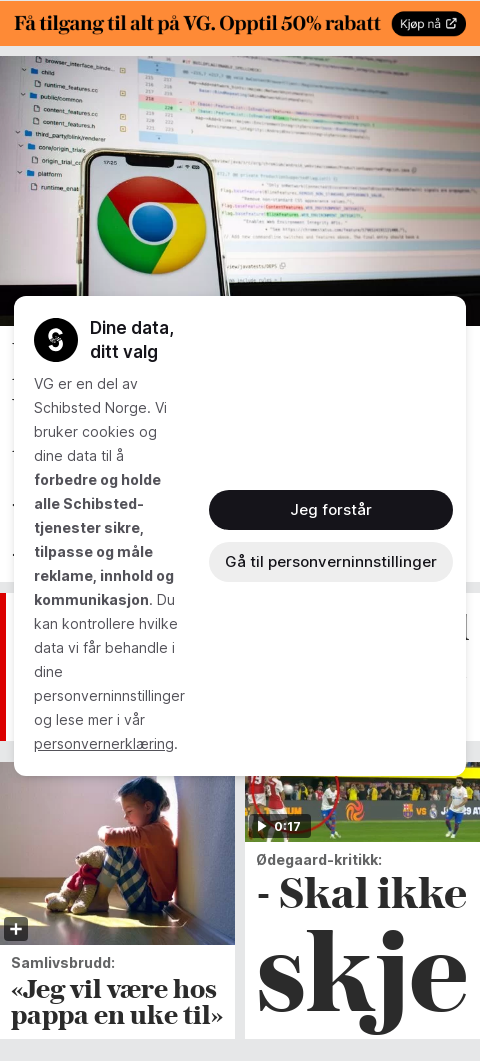 Få tilgang til alt på VG. Opptil 50% rabatt
Kjøp nå
child
runtime_features.cc
public/common
content_features.cc
content_features.h
third_party/blink/renderer
core/origin_trials
platform
17:25
Dine data,
ditt valg
VG er en del av
Schibsted Norge. Vi
bruker cookies og
dine data til å
forbedre og holde
alle Schibsted-
tjenester sikre,
tilpasse og måle
reklame, innhold og
kommunikasjon. Du
kan kontrollere hvilke
data vi får behandle i
dine
personverninnstillinger
og lese mer i vår
personvernerklæring.
Jeg forstår
Gå til personverninnstillinger
0:17
Samlivsbrudd:
«Jeg vil være hos
pappa en uke til»
Ødegaard-kritikk:
- Skal ikke
skje